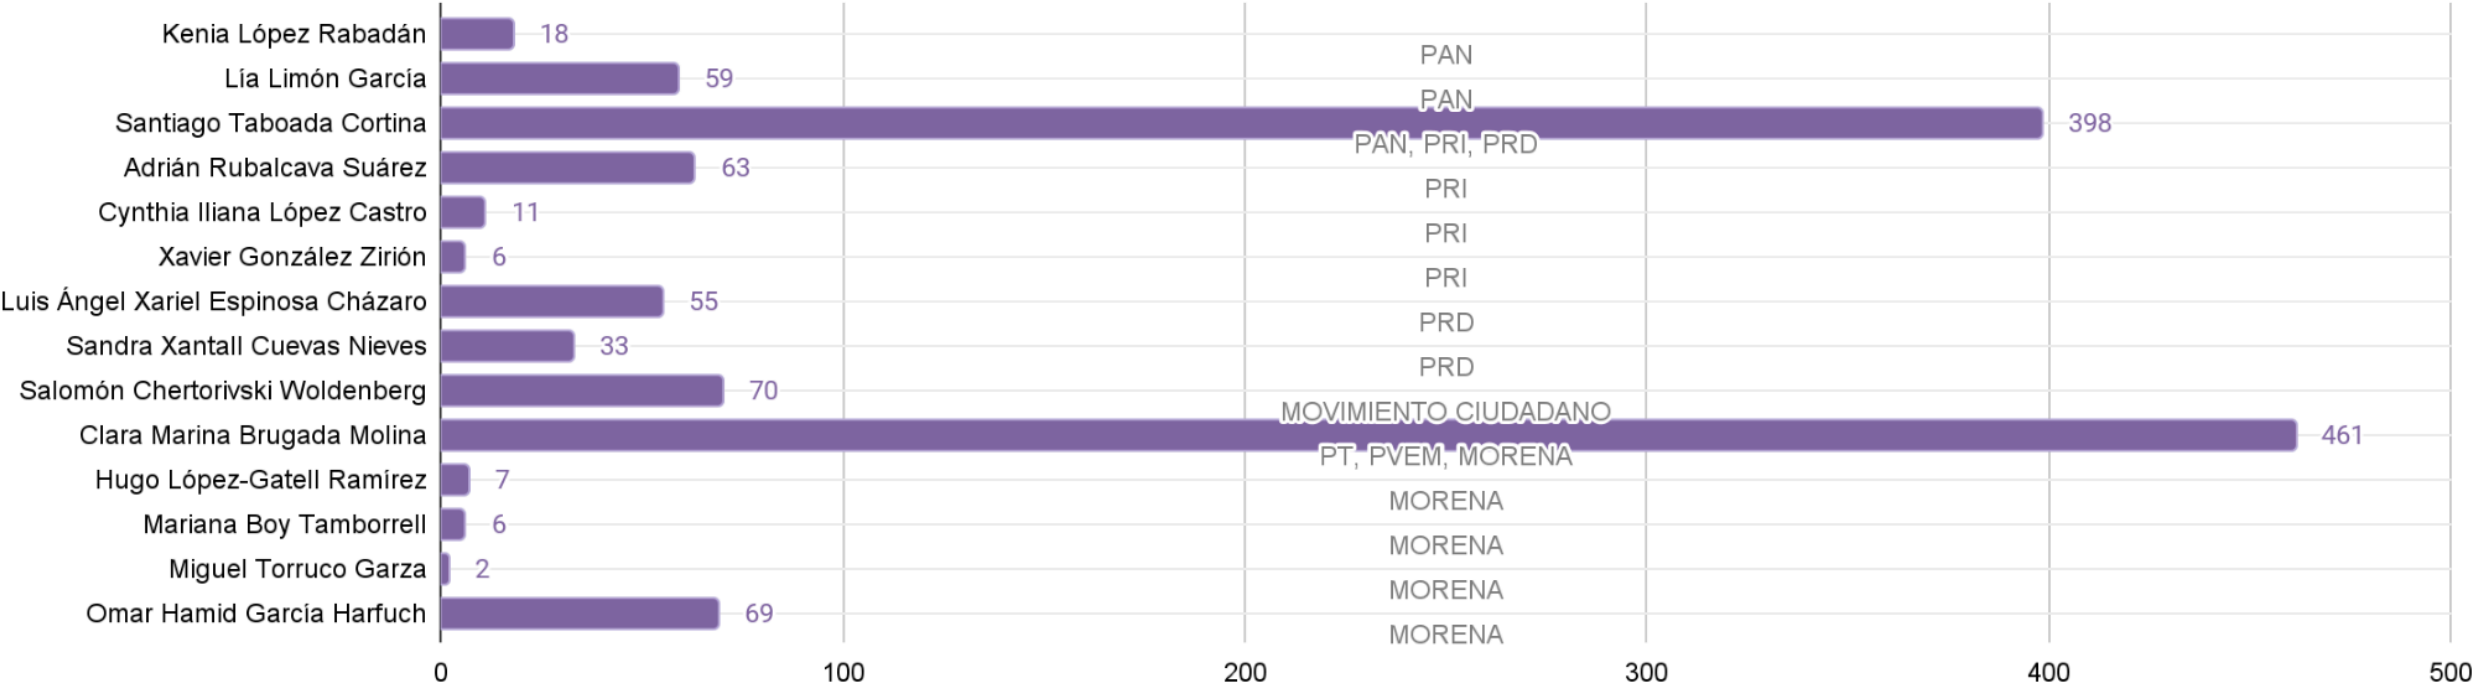 Kenia López Rabadán 18
PAN
Lía Limón García 59
PAN
Santiago Taboada Cortina 398
PAN, PRI, PRD
Adrián Rubalcava Suárez 63
PRI
Cynthia Iliana López Castro 11
PRI
Xavier González Zirión 6
PRI
Luis Ángel Xariel Espinosa Cházaro 55
PRD
Sandra Xantall Cuevas Nieves 33
PRD
Salomón Chertorivski Woldenberg 70
MOVIMIENTO CIUDADANO
Clara Marina Brugada Molina 461
PT, PVEM, MORENA
Hugo López-Gatell Ramírez 7
MORENA
Mariana Boy Tamborrell 6
MORENA
Miguel Torruco Garza 2
MORENA
Omar Hamid García Harfuch 69
MORENA
0 100 200 300 400 500